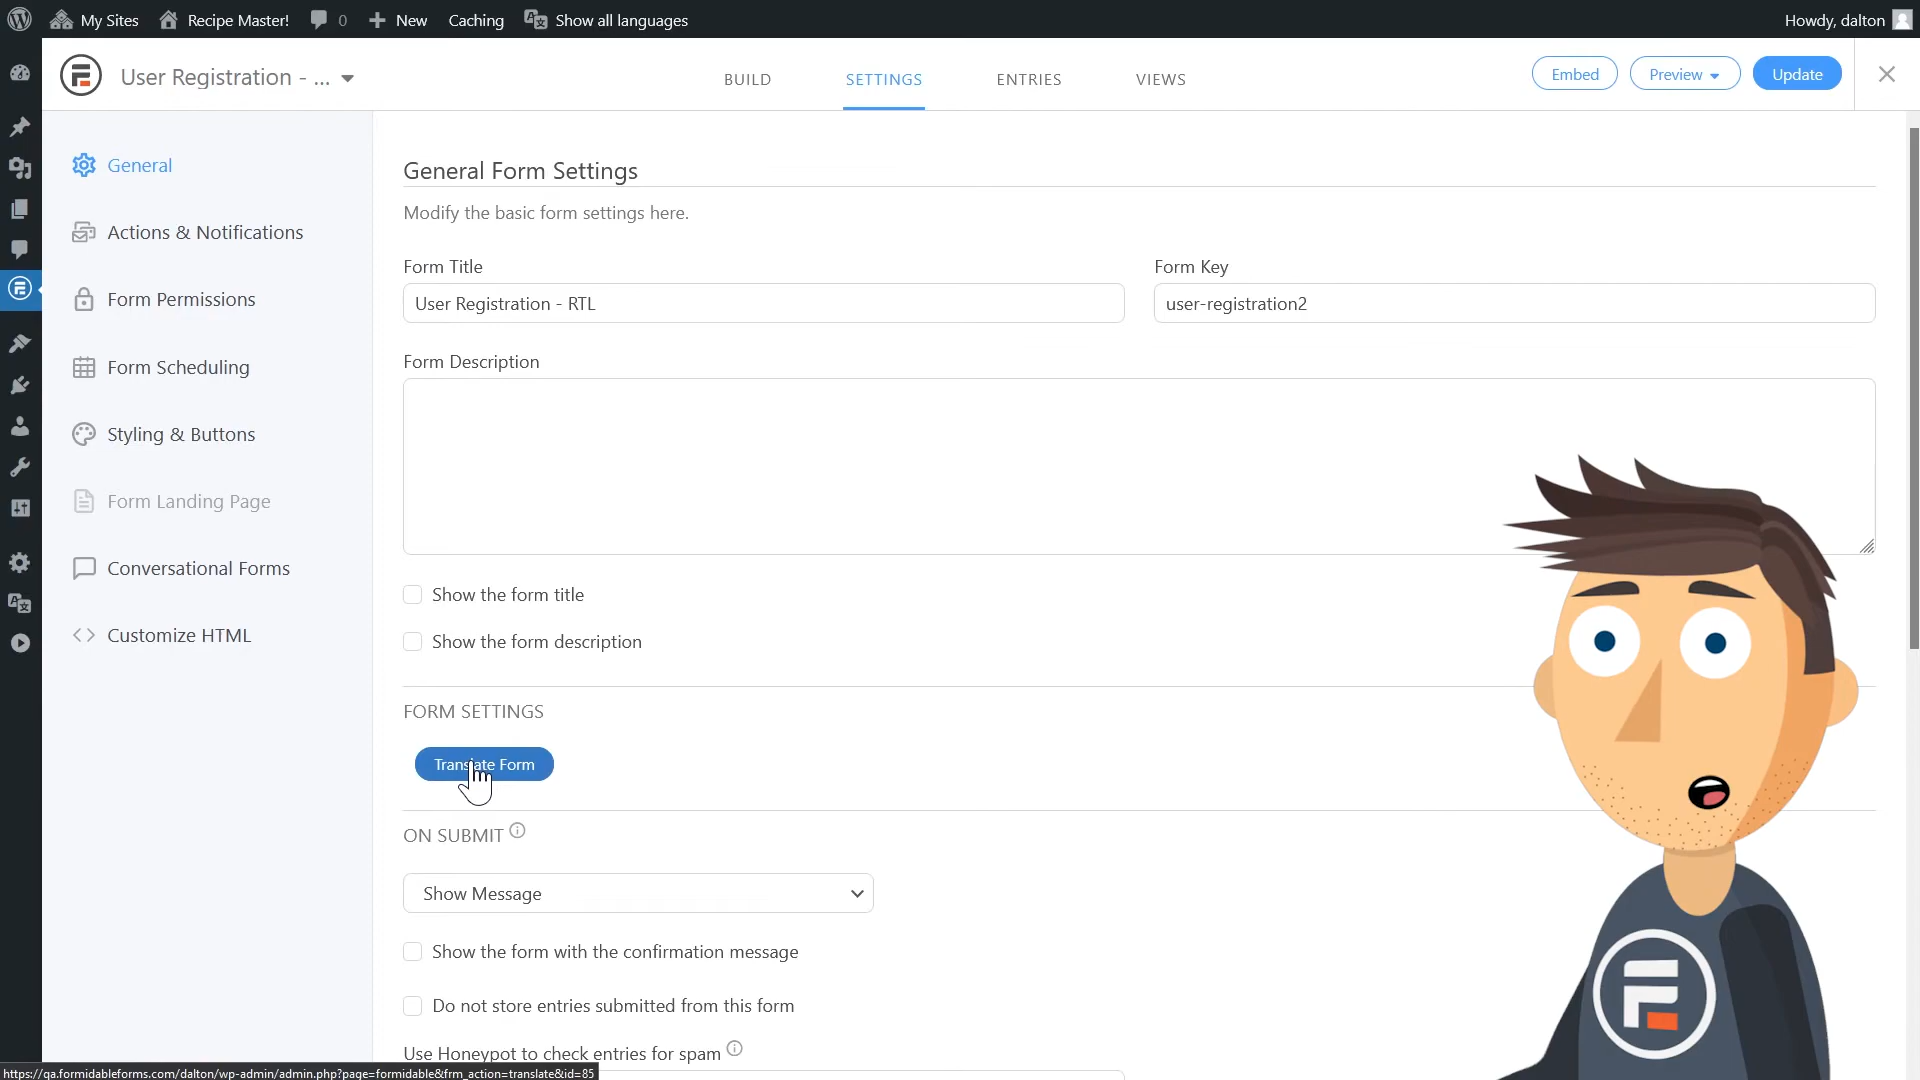 My Sites
Recipe Master!
0
New
Caching
Show all languages
Howdy, dalton
User Registration - ...
BUILD
SETTINGS
ENTRIES
VIEWS
Embed
Preview
Update
General
Actions & Notifications
Form Permissions
Form Scheduling
Styling & Buttons
Form Landing Page
Conversational Forms
Customize HTML
General Form Settings
Modify the basic form settings here.
Form Title
Form Key
User Registration - RTL
user-registration2
Form Description
Show the form title
Show the form description
FORM SETTINGS
Translate Form
ON SUBMIT
Show Message
Show the form with the confirmation message
Do not store entries submitted from this form
Use Honeypot to check entries for spam
https://qa.formidableforms.com/dalton/wp-admin/admin.php?page=formidable&frm_action=translate&id=85